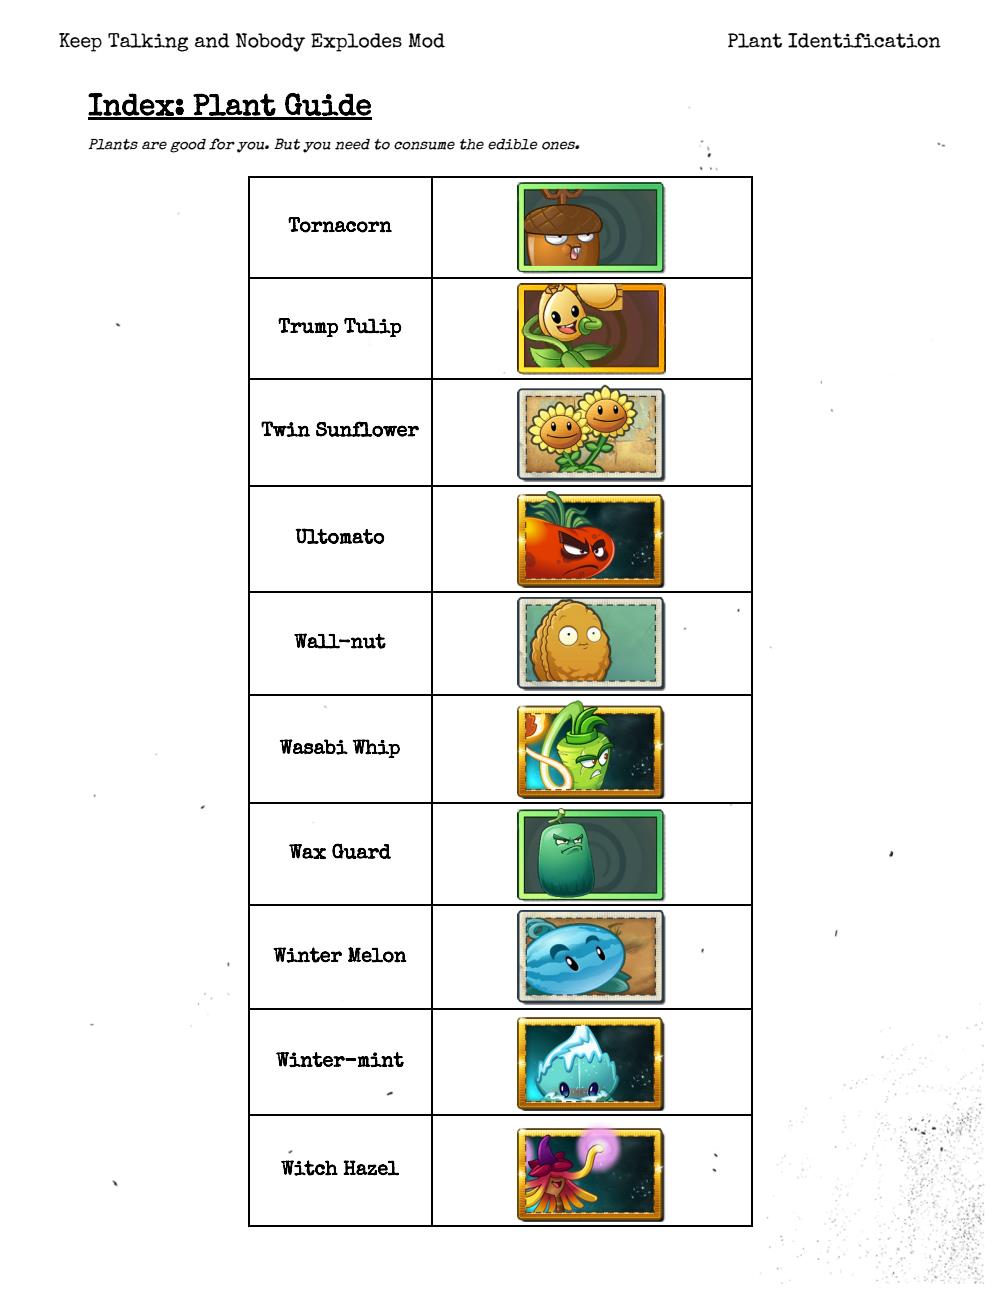 Keep Talking and Nobody Explodes Mod
Plant Identification
Index: Plant Guide
Plants are good for you. But you need to consume the edible ones.
Tornacorn
Trump Tulip
Twin Sunflower
Ultomato
Wall-nut
Wasabi Whip
Wax Guard
Winter Melon
Winter-mint
Witch Hazel